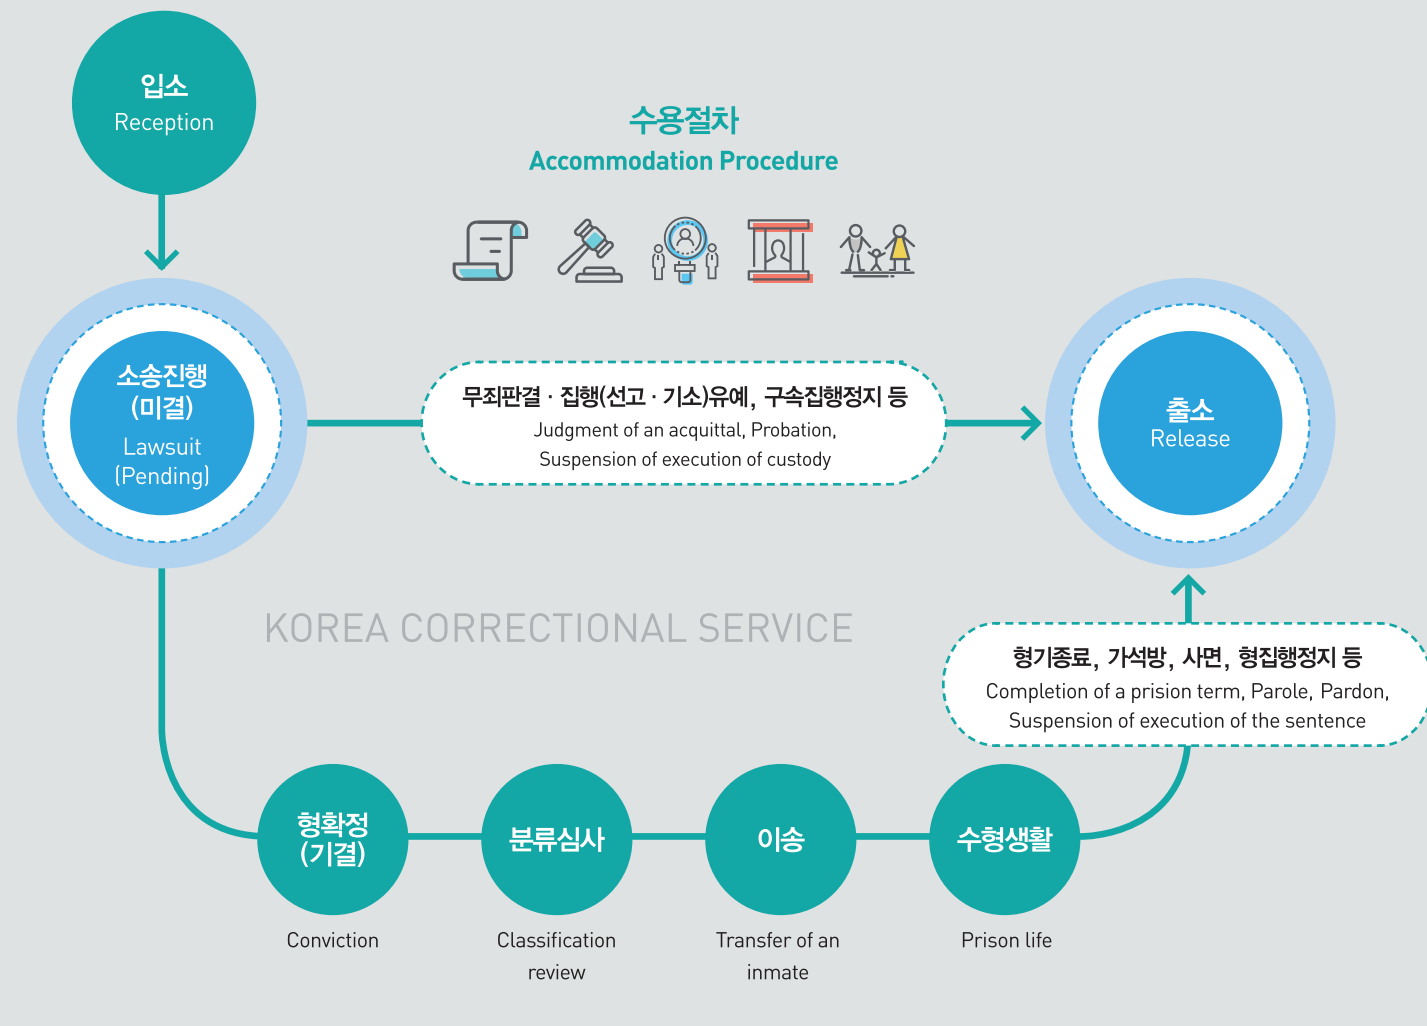 입소
Reception
수용절차
Accommodation Procedure
소송진행
(미결)
Lawsuit
(Pending)
무죄판결 · 집행(선고 · 기소)유예, 구속집행정지 등
Judgment of an acquittal, Probation,
Suspension of execution of custody
출소
Release
KOREA CORRECTIONAL SERVICE
형기종료, 가석방, 사면, 형집행정지 등
Completion of a prision term, Parole, Pardon,
Suspension of execution of the sentence
형확정
(기결)
Conviction
분류심사
Classification
review
이송
Transfer of an
inmate
수형생활
Prison life